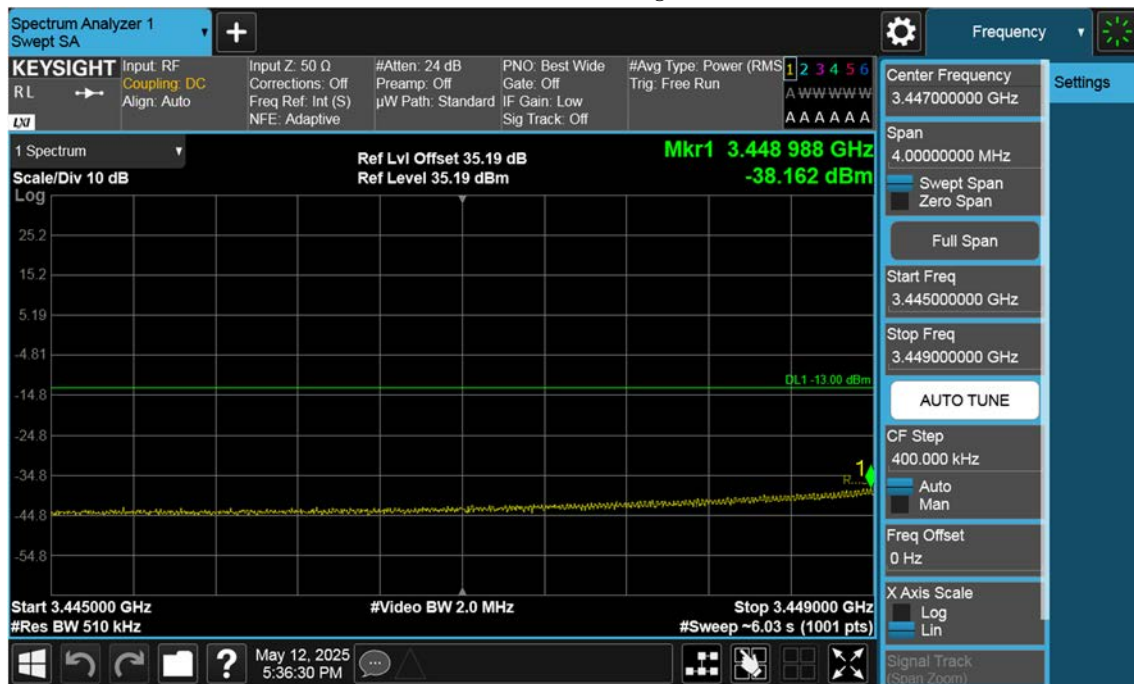 Spectrum Analyzer 1
Swept SA
+
Frequency
KEYSIGHT
RL
LXI
Input: RF
Coupling: DC
Align: Auto
Input Z: 50 Ω
Corrections: Off
Freq Ref: Int (S)
NFE: Adaptive
#Atten: 24 dB
Preamp: Off
µW Path: Standard
PNO: Best Wide
Gate: Off
IF Gain: Low
Sig Track: Off
#Avg Type: Power (RMS
Trig: Free Run
1 2 3 4 5 6
A W W W W W
A A A A A A
1 Spectrum
Scale/Div 10 dB
Log
Ref Lvl Offset 35.19 dB
Ref Level 35.19 dBm
Mkr1 3.448 988 GHz
-38.162 dBm
25.2
15.2
5.19
-4.81
DL1 -13.00 dBm
-14.8
-24.8
-34.8
1
R...
-44.8
-54.8
Start 3.445000 GHz
#Video BW 2.0 MHz
Stop 3.449000 GHz
#Res BW 510 kHz
#Sweep ~6.03 s (1001 pts)
Center Frequency
3.447000000 GHz
Settings
Span
4.00000000 MHz
Swept Span
Zero Span
Full Span
Start Freq
3.445000000 GHz
Stop Freq
3.449000000 GHz
AUTO TUNE
CF Step
400.000 kHz
Auto
Man
Freq Offset
0 Hz
X Axis Scale
Log
Lin
Signal Track
(Span Zoom)
?
May 12, 2025
5:36:30 PM